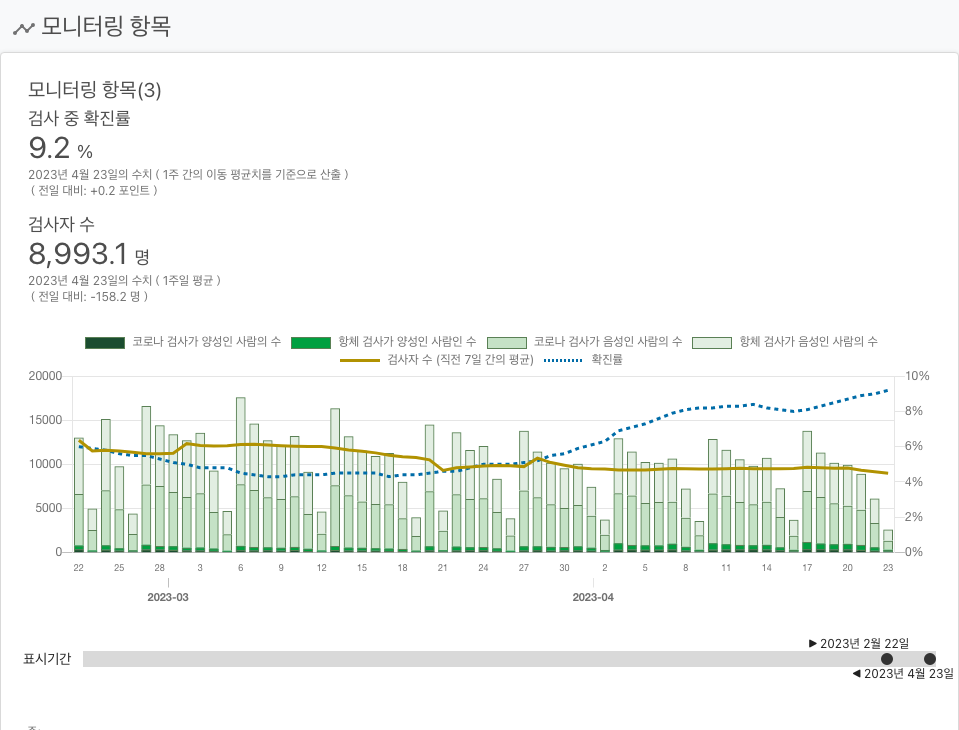 모니터링 항목
모니터링 항목(3)
검사 중 확진률
9.2 %
2023년 4월 23일의 수치 ( 1주 간의 이동 평균치를 기준으로 산출 )
( 전일 대비: +0.2 포인트 )
검사자 수
8,993.1 명
2023년 4월 23일의 수치 ( 1주일 평균 )
( 전일 대비: -158.2 명 )
코로나 검사가 양성인 사람의 수 항체 검사가 양성인 사람인 수 코로나 검사가 음성인 사람의 수 항체 검사가 음성인 사람의 수
검사자 수 (직전 7일 간의 평균) 확진률
20000 10%
8%
15000
6%
10000
4%
5000
2%
0 0%
22 25 28 3 6 9 12 15 18 21 24 27 30 2 5 8 11 14 17 20 23
2023-03 2023-04
▶ 2023년 2월 22일
표시기간
◀ 2023년 4월 23일